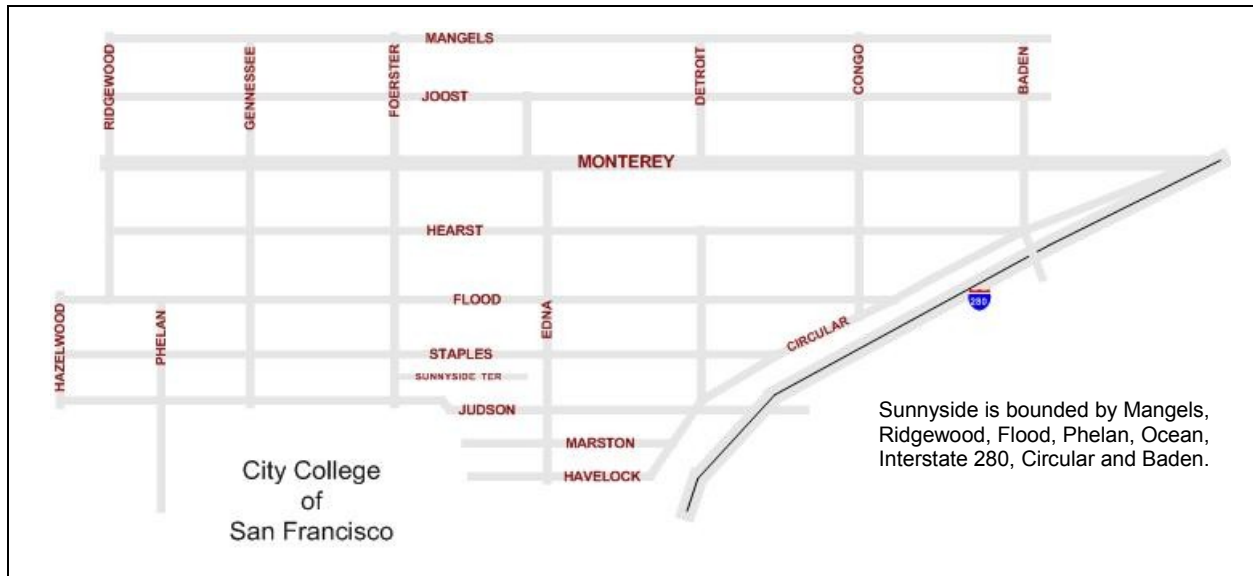 MANGELS
RIDGEWOOD
GENNESSEE
FOERSTER
DETROIT
CONGO
BADEN
JOOST
MONTEREY
HEARST
FLOOD
HAZELWOOD
PHELAN
EDNA
280
CIRCULAR
STAPLES
SUNNYSIDE TER
JUDSON
MARSTON
HAVELOCK
City College
of
San Francisco
Sunnyside is bounded by Mangels,
Ridgewood, Flood, Phelan, Ocean,
Interstate 280, Circular and Baden.